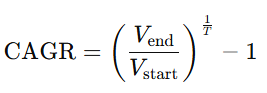 CAGR = (V_end / V_start)^(1/T) − 1